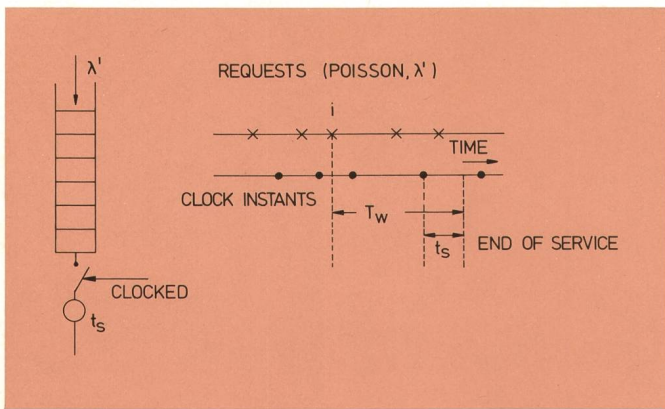 λ'
REQUESTS (POISSON, λ')
i
TIME
CLOCK INSTANTS
T_w
t_s
END OF SERVICE
CLOCKED
t_s